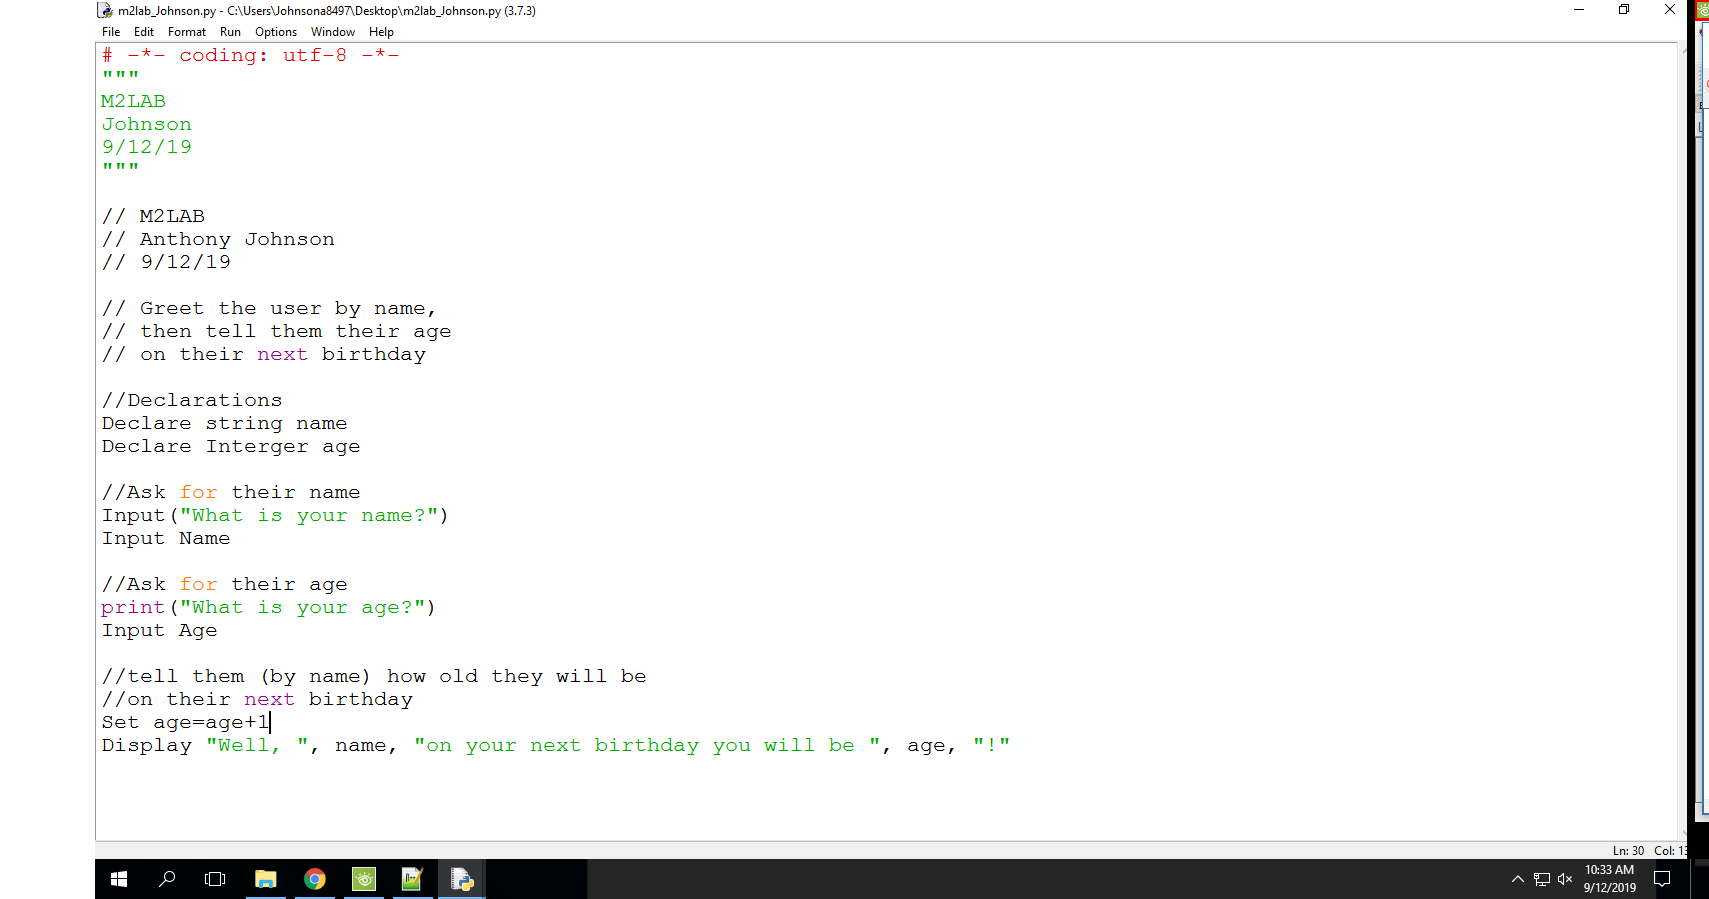 m2lab_Johnson.py - C:\Users\Johnsona8497\Desktop\m2lab_Johnson.py (3.7.3)
File Edit Format Run Options Window Help
# -*- coding: utf-8 -*-
"""
M2LAB
Johnson
9/12/19
"""
// M2LAB
// Anthony Johnson
// 9/12/19
// Greet the user by name,
// then tell them their age
// on their next birthday
//Declarations
Declare string name
Declare Interger age
//Ask for their name
Input("What is your name?")
Input Name
//Ask for their age
print("What is your age?")
Input Age
//tell them (by name) how old they will be
//on their next birthday
Set age=age+1
Display "Well, ", name, "on your next birthday you will be ", age, "!"
Ln: 30 Col: 13
10:33 AM
9/12/2019